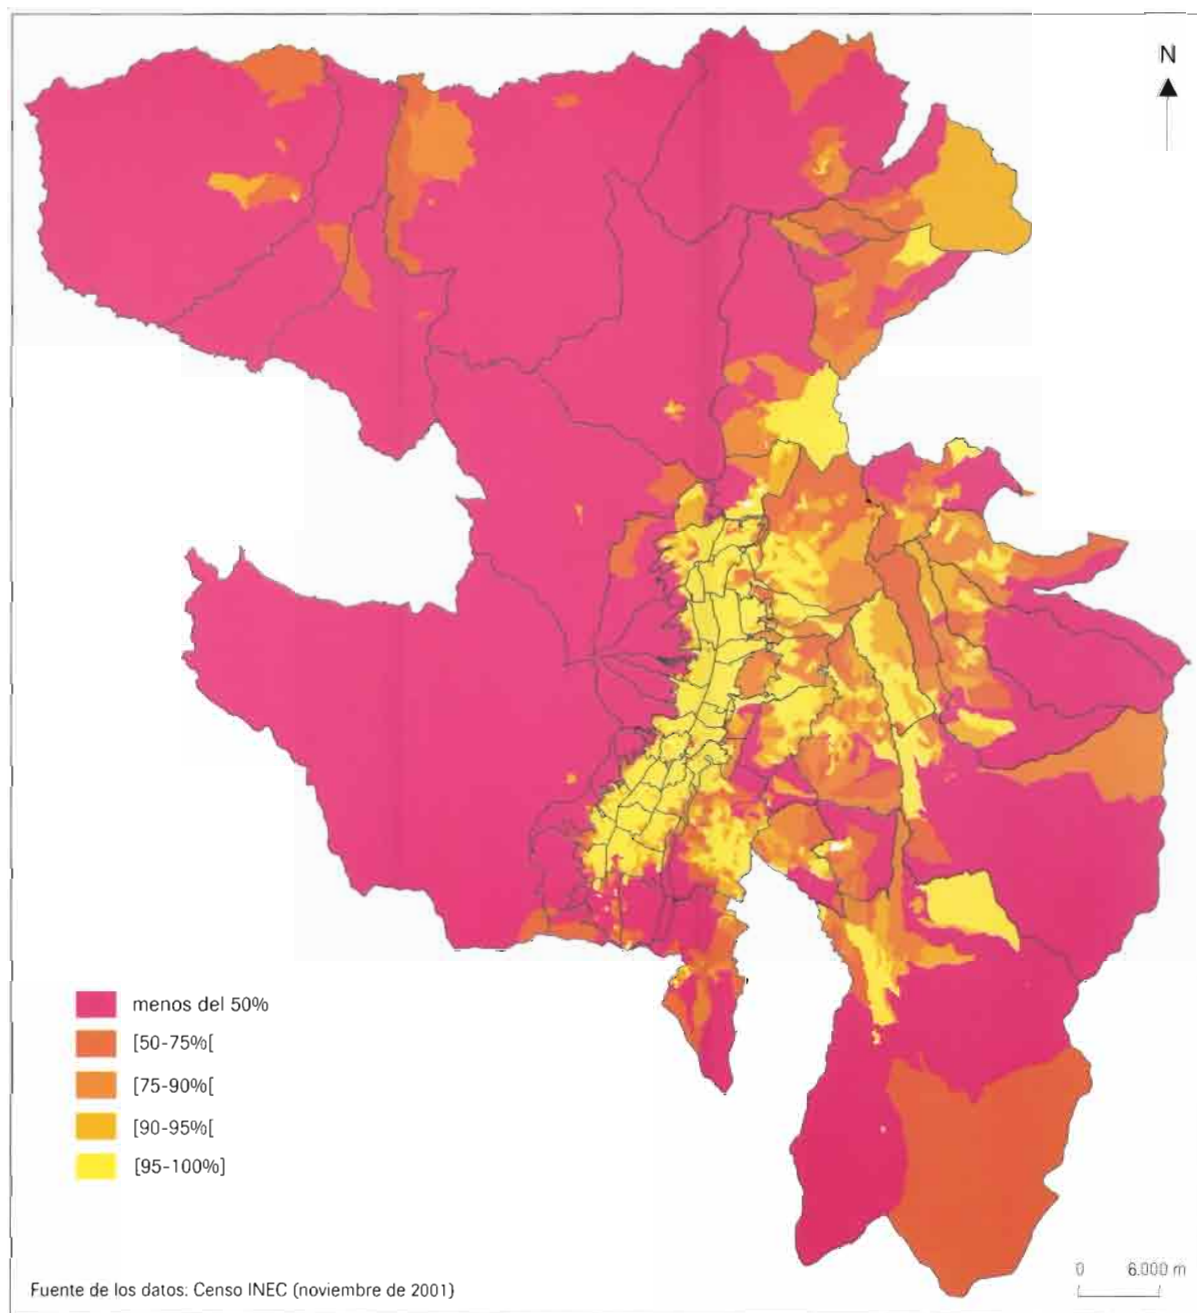 N
menos del 50%
[50-75%[
[75-90%[
[90-95%[
[95-100%]
0 6.000 m
Fuente de los datos: Censo INEC (noviembre de 2001)